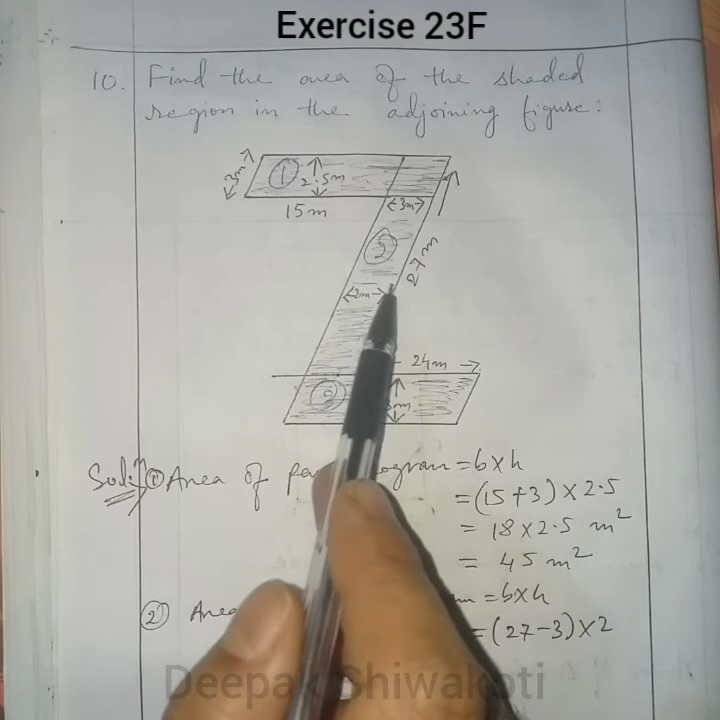 Exercise 23F
10. Find the area of the shaded
region in the adjoining figure:
3m
1
2.5m
15m
3m
3
27m
2m
24m
2
3m
Solⁿ ① Area of = b×h
= (15+3)×2.5
= 18×2.5 m²
= 45 m²
② Area = b×h
= (27-3)×2
Deepak Shiwakoti